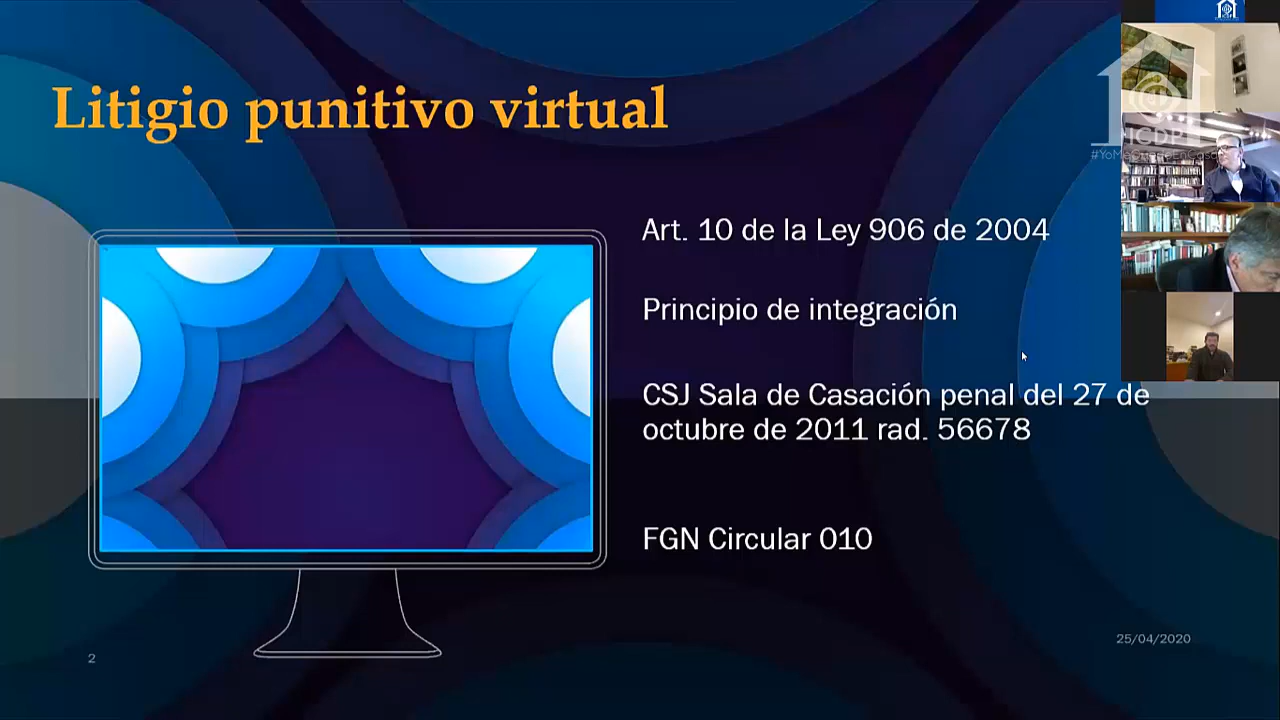 Litigio punitivo virtual
Art. 10 de la Ley 906 de 2004
Principio de integración
CSJ Sala de Casación penal del 27 de
octubre de 2011 rad. 56678
FGN Circular 010
25/04/2020
2
ICDP